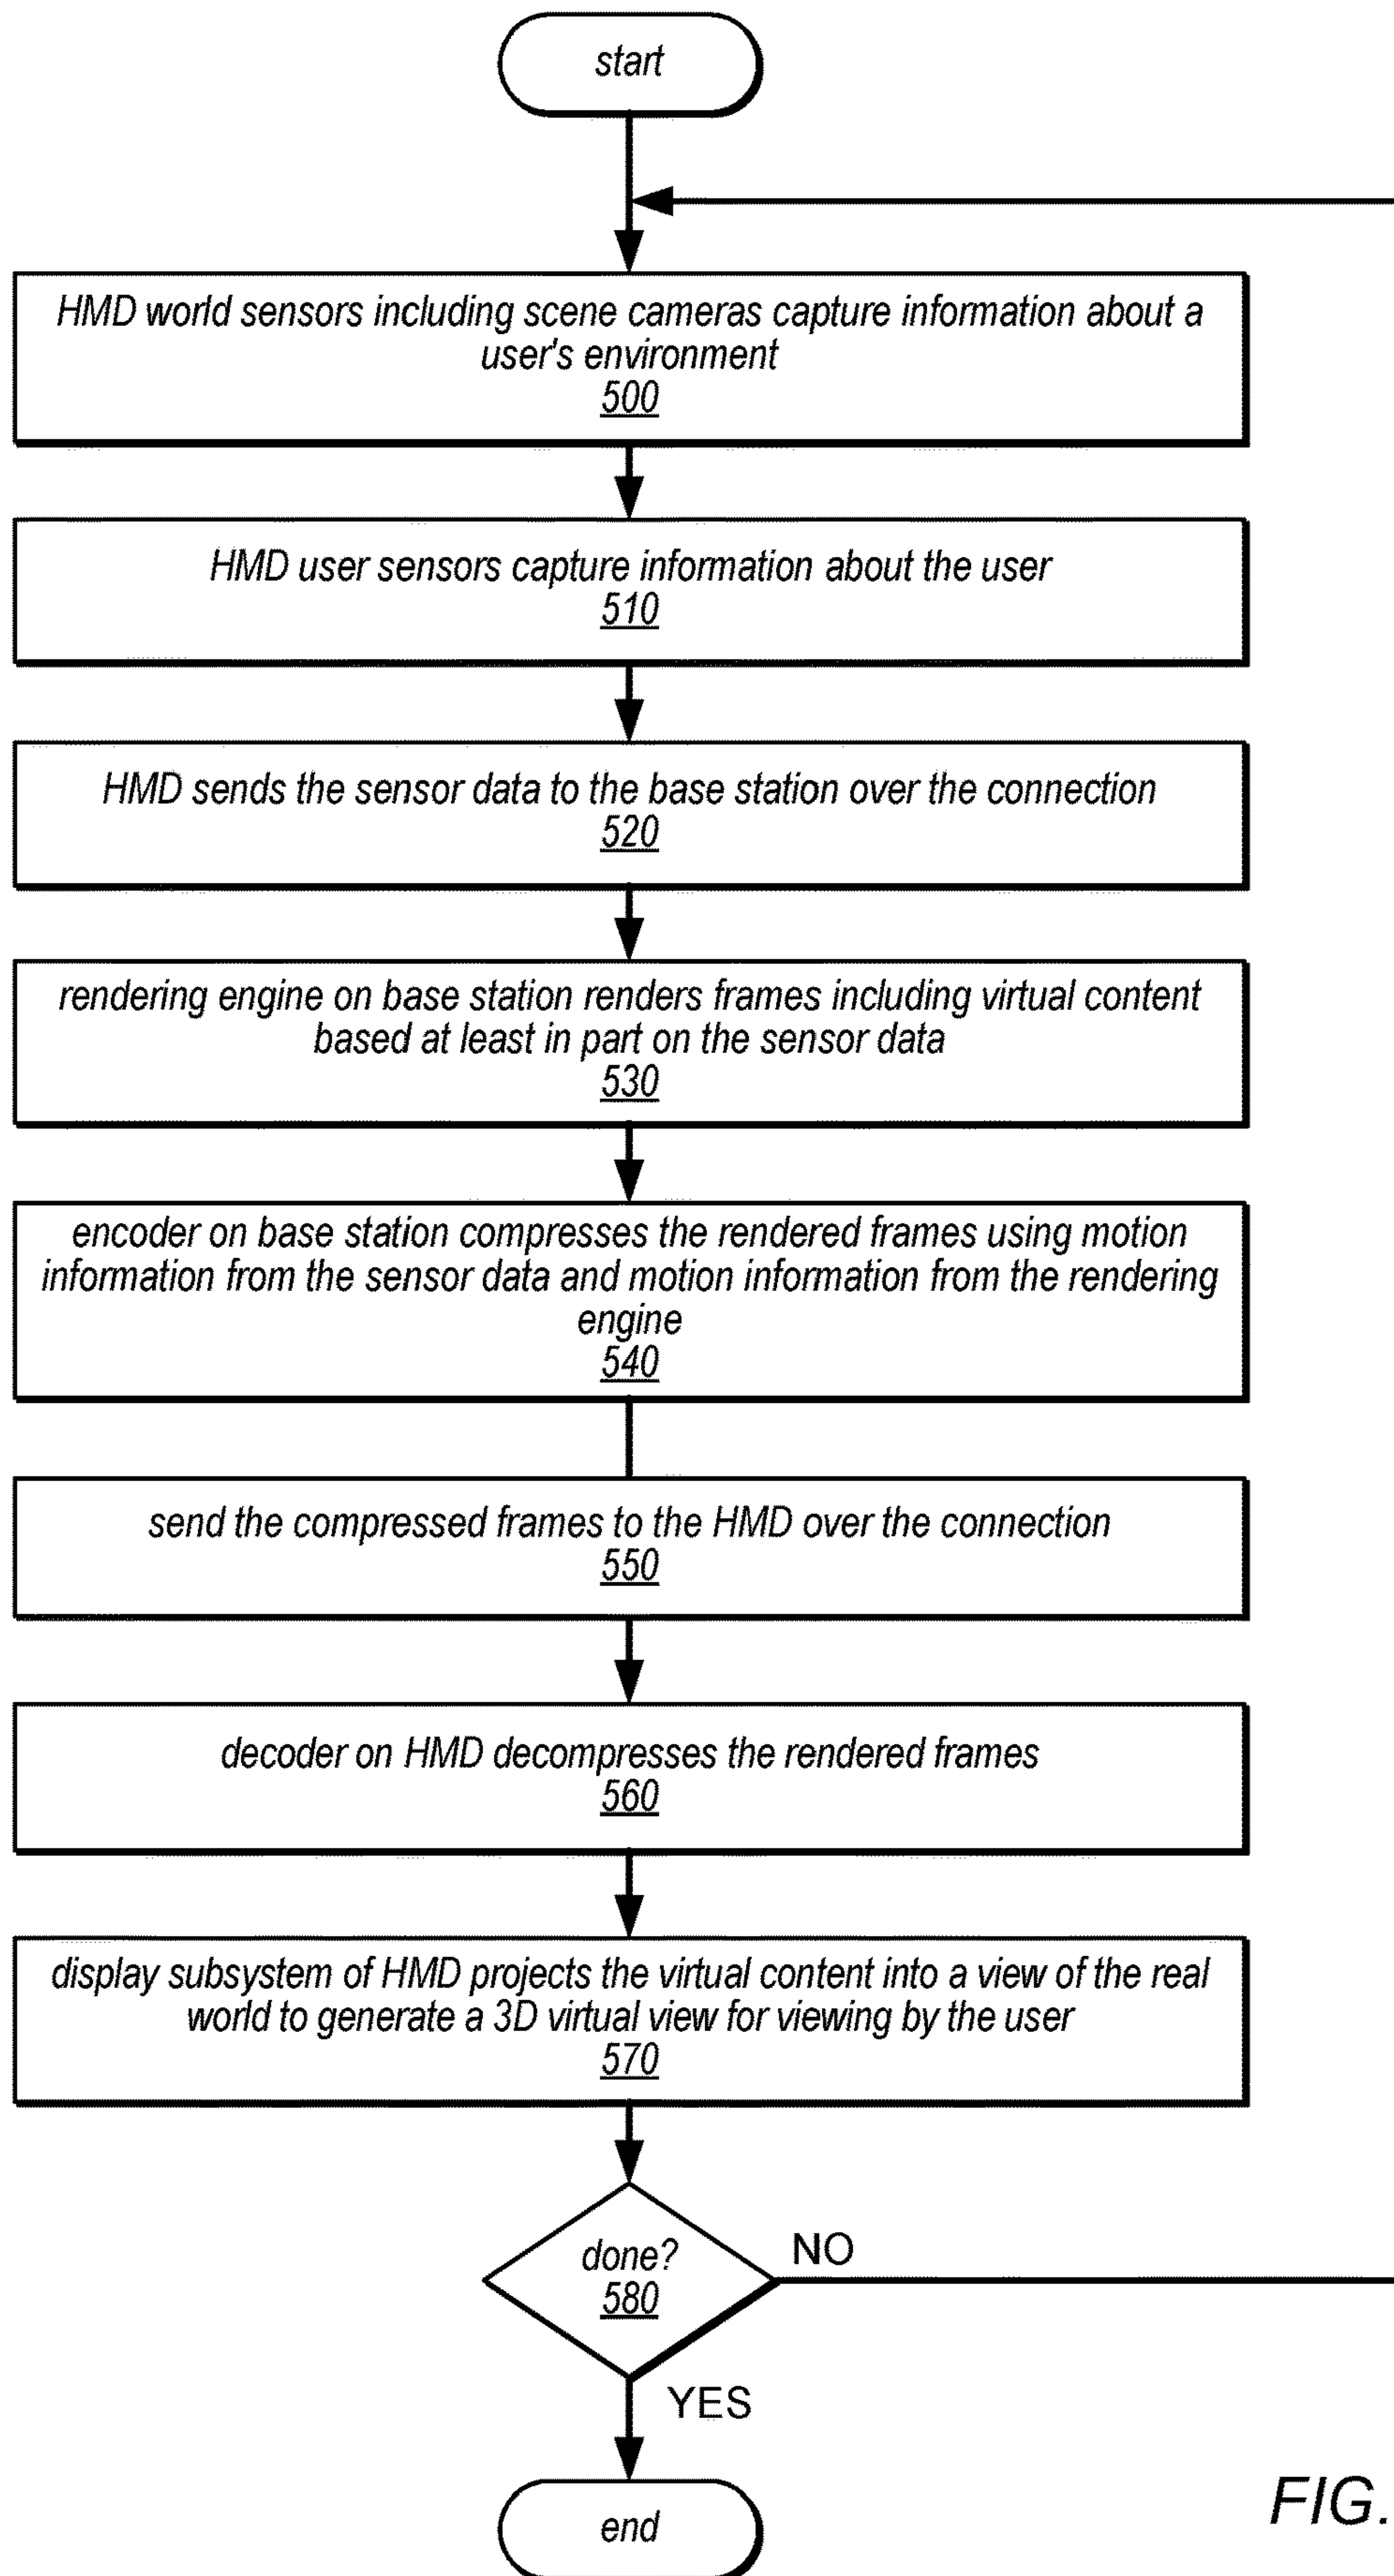 start
HMD world sensors including scene cameras capture information about a
user's environment
500
HMD user sensors capture information about the user
510
HMD sends the sensor data to the base station over the connection
520
rendering engine on base station renders frames including virtual content
based at least in part on the sensor data
530
encoder on base station compresses the rendered frames using motion
information from the sensor data and motion information from the rendering
engine
540
send the compressed frames to the HMD over the connection
550
decoder on HMD decompresses the rendered frames
560
display subsystem of HMD projects the virtual content into a view of the real
world to generate a 3D virtual view for viewing by the user
570
done?
580
NO
YES
end
FIG.